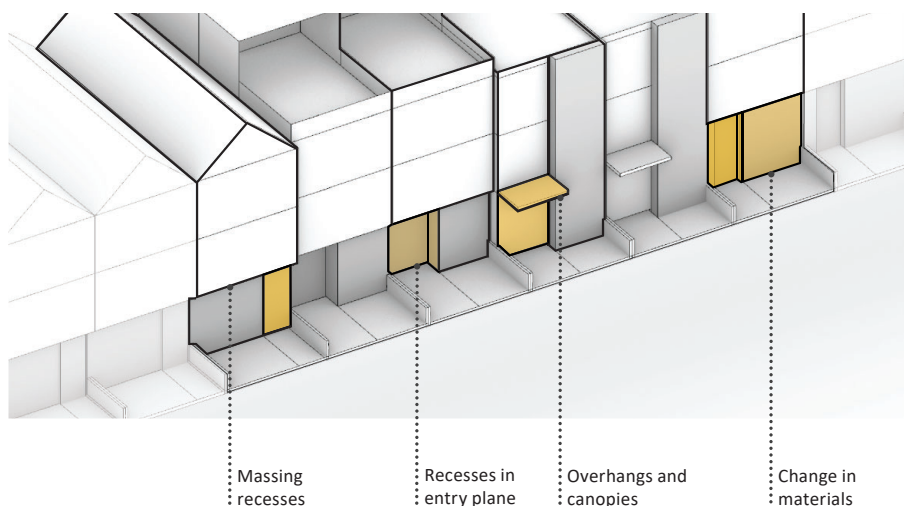 Massing
recesses
Recesses in
entry plane
Overhangs and
canopies
Change in
materials